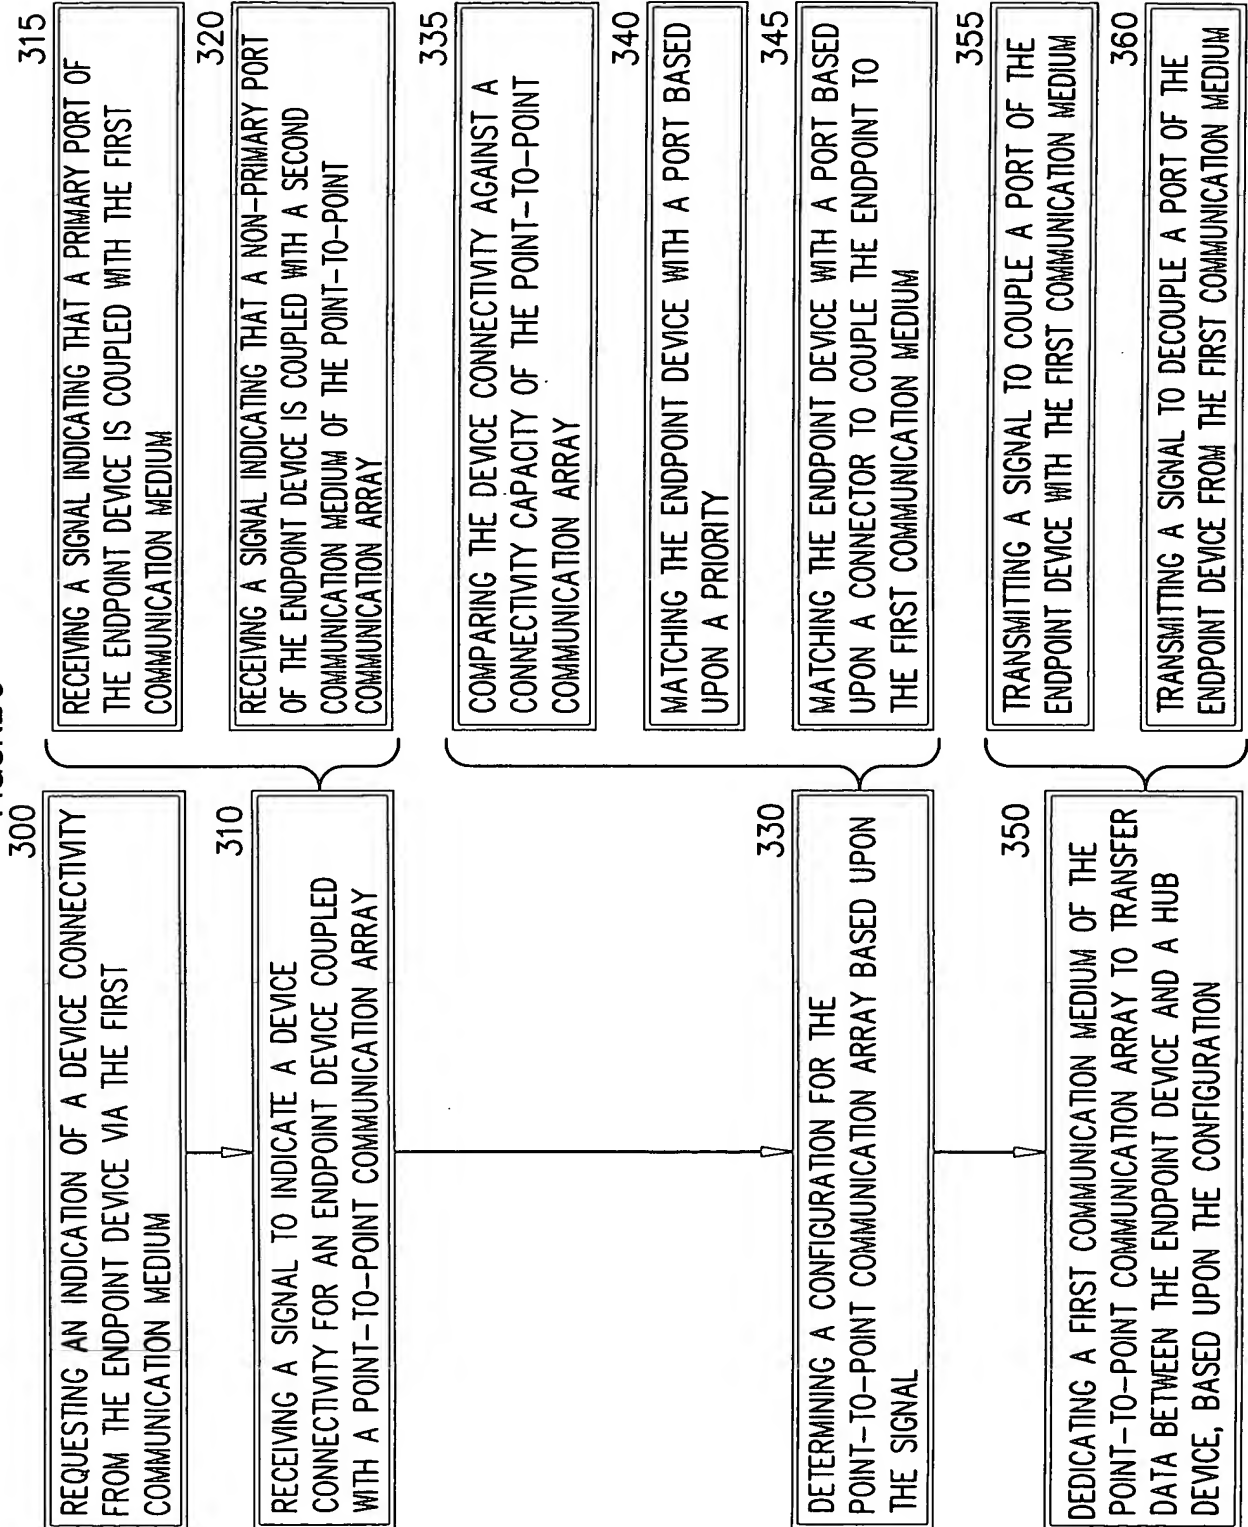 300
REQUESTING AN INDICATION OF A DEVICE CONNECTIVITY
FROM THE ENDPOINT DEVICE VIA THE FIRST
COMMUNICATION MEDIUM
310
RECEIVING A SIGNAL TO INDICATE A DEVICE
CONNECTIVITY FOR AN ENDPOINT DEVICE COUPLED
WITH A POINT-TO-POINT COMMUNICATION ARRAY
315
RECEIVING A SIGNAL INDICATING THAT A PRIMARY PORT OF
THE ENDPOINT DEVICE IS COUPLED WITH THE FIRST
COMMUNICATION MEDIUM
320
RECEIVING A SIGNAL INDICATING THAT A NON-PRIMARY PORT
OF THE ENDPOINT DEVICE IS COUPLED WITH A SECOND
COMMUNICATION MEDIUM OF THE POINT-TO-POINT
COMMUNICATION ARRAY
330
DETERMINING A CONFIGURATION FOR THE
POINT-TO-POINT COMMUNICATION ARRAY BASED UPON
THE SIGNAL
335
COMPARING THE DEVICE CONNECTIVITY AGAINST A
CONNECTIVITY CAPACITY OF THE POINT-TO-POINT
COMMUNICATION ARRAY
340
MATCHING THE ENDPOINT DEVICE WITH A PORT BASED
UPON A PRIORITY
345
MATCHING THE ENDPOINT DEVICE WITH A PORT BASED
UPON A CONNECTOR TO COUPLE THE ENDPOINT TO
THE FIRST COMMUNICATION MEDIUM
350
DEDICATING A FIRST COMMUNICATION MEDIUM OF THE
POINT-TO-POINT COMMUNICATION ARRAY TO TRANSFER
DATA BETWEEN THE ENDPOINT DEVICE AND A HUB
DEVICE, BASED UPON THE CONFIGURATION
355
TRANSMITTING A SIGNAL TO COUPLE A PORT OF THE
ENDPOINT DEVICE WITH THE FIRST COMMUNICATION MEDIUM
360
TRANSMITTING A SIGNAL TO DECOUPLE A PORT OF THE
ENDPOINT DEVICE FROM THE FIRST COMMUNICATION MEDIUM